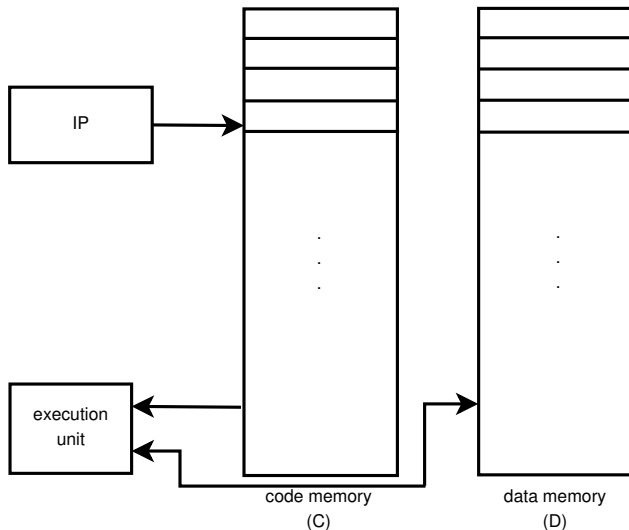 IP
execution
unit
code memory
(C)
data memory
(D)